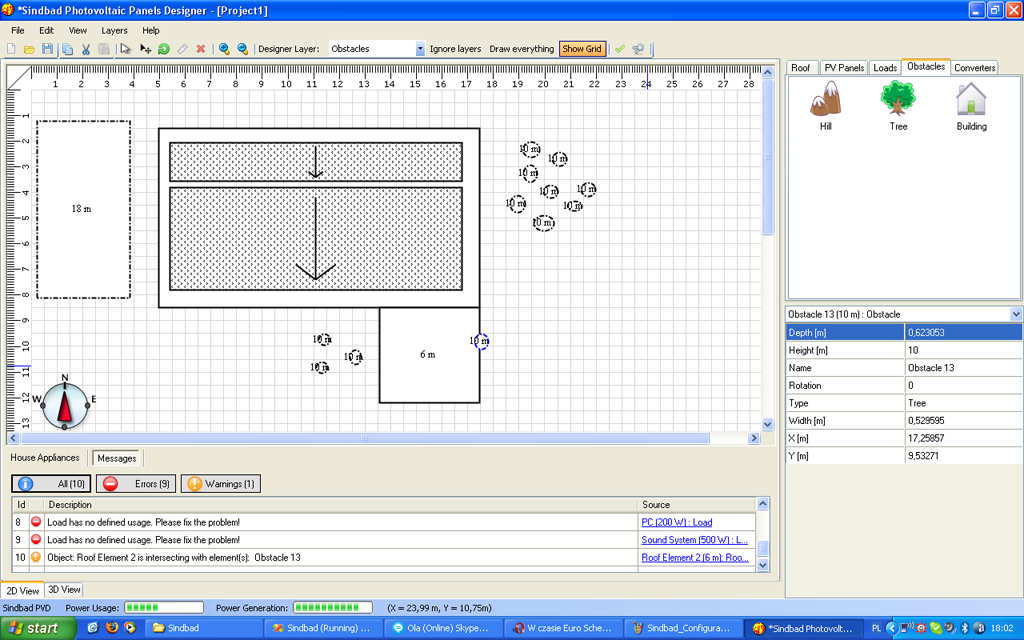 *Sindbad Photovoltaic Panels Designer - [Project1]
File Edit View Layers Help
Designer Layer: Obstacles Ignore layers Draw everything Show Grid
Roof PV Panels Loads Obstacles Converters
1 2 3 4 5 6 7 8 9 10 11 12 13 14 15 16 17 18 19 20 21 22 23 24 25 26 27 28
1
2
3
4
5
6
7
8
9
10
11
12
13
Hill Tree Building
18 m
10 m
10 m
10 m
10 m
10 m
10 m
10 m
10 m
10 m
10 m
10 m
10 m
6 m
N
W E
Obstacle 13 (10 m) : Obstacle
Depth [m] 0,623053
Height [m] 10
Name Obstacle 13
Rotation 0
Type Tree
Width [m] 0,529595
X [m] 17,25857
Y [m] 9,53271
House Appliances Messages
All (10) Errors (9) Warnings (1)
Id Description Source
8 Load has no defined usage. Please fix the problem! PC (200 W) : Load
9 Load has no defined usage. Please fix the problem! Sound System (500 W) : L...
10 Object: Roof Element 2 is intersecting with element(s): Obstacle 13 Roof Element 2 (6 m): Roo...
2D View 3D View
Sindbad PVD Power Usage: Power Generation: (X = 23,99 m, Y = 10,75m)
start Sindbad Sindbad (Running) ... Ola (Online) Skype... W czasie Euro Sche... Sindbad_Configura... *Sindbad Photovolt... PL 18:02